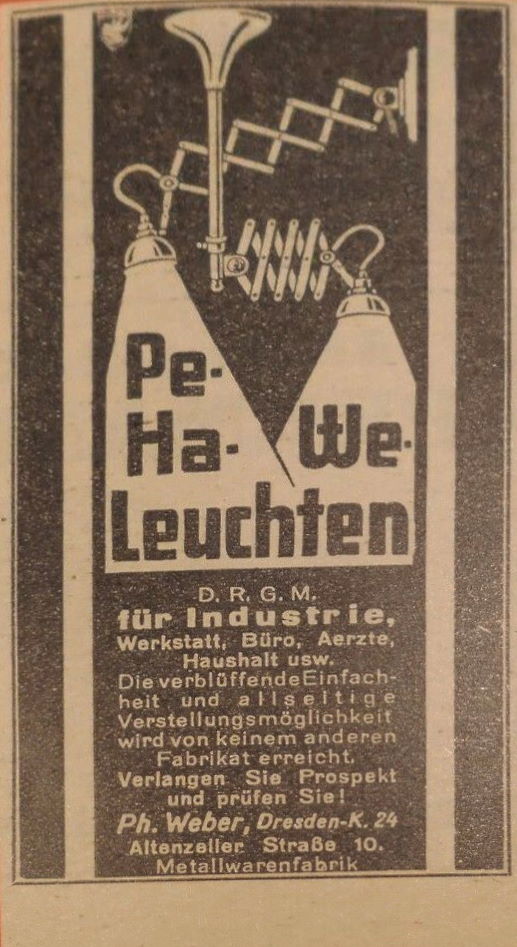 Pe-
Ha- We-
Leuchten
D. R. G. M.
für Industrie,
Werkstatt, Büro, Aerzte,
Haushalt usw.
Die verblüffende Einfach-
heit und allseitige
Verstellungsmöglichkeit
wird von keinem anderen
Fabrikat erreicht.
Verlangen Sie Prospekt
und prüfen Sie!
Ph. Weber, Dresden-K. 24
Altenzeller Straße 10.
Metallwarenfabrik